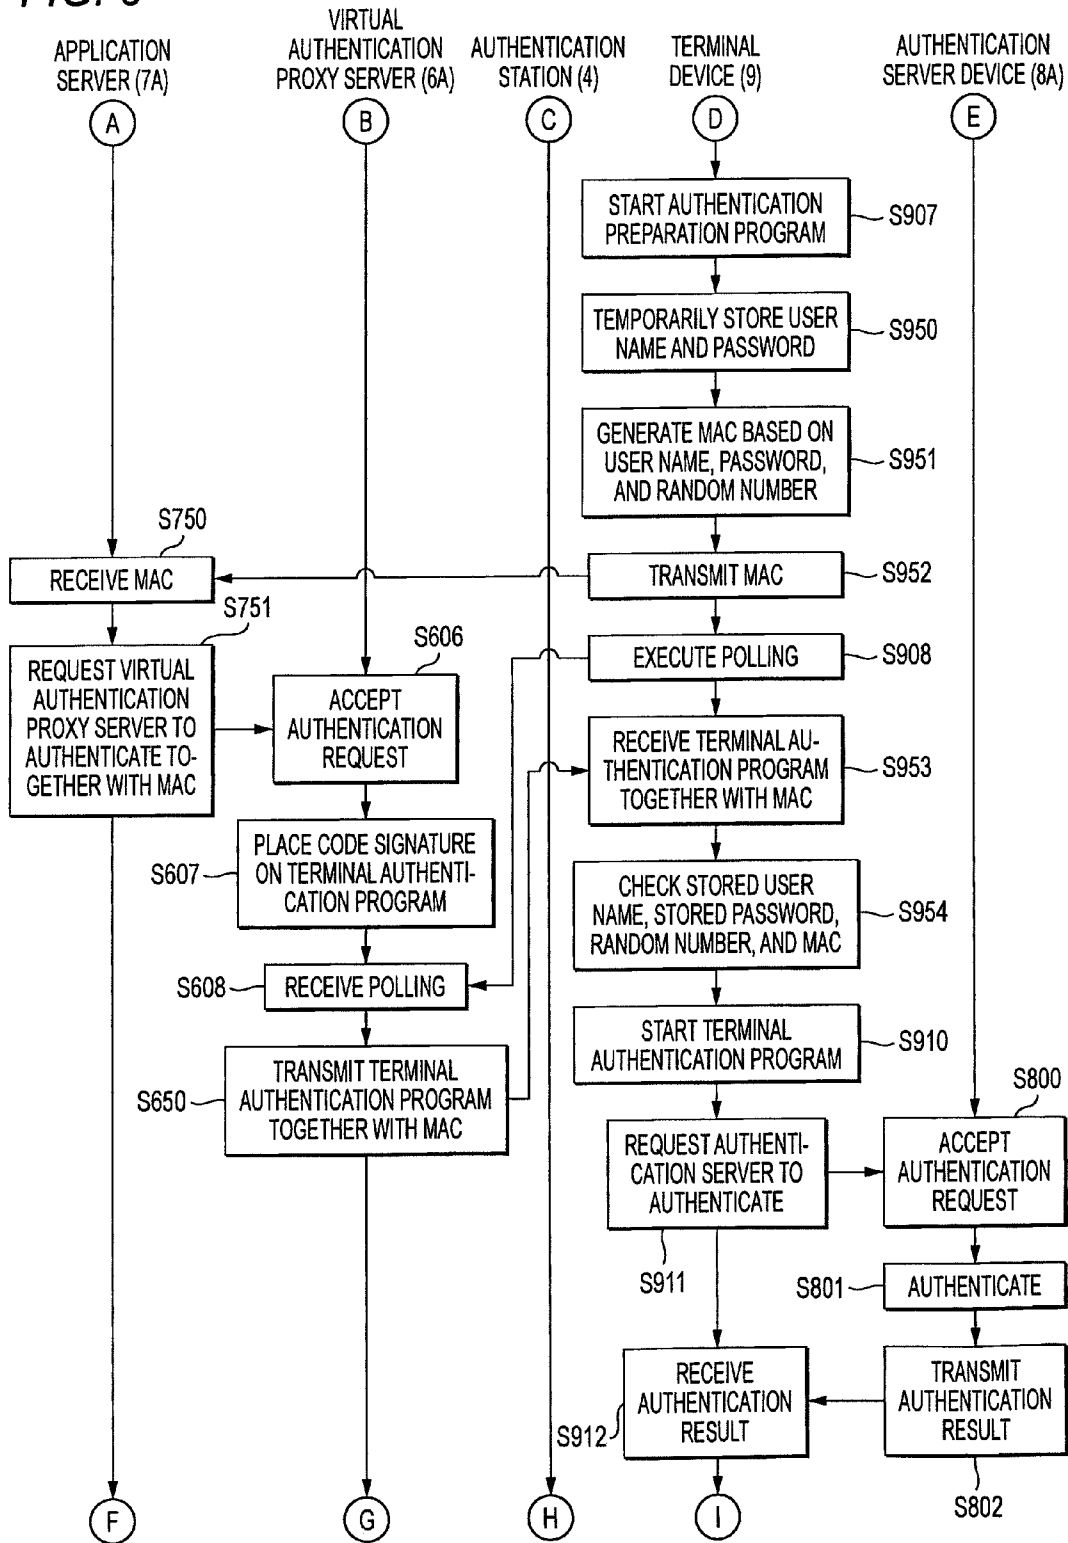 APPLICATION
SERVER (7A)
VIRTUAL
AUTHENTICATION
PROXY SERVER (6A)
AUTHENTICATION
STATION (4)
TERMINAL
DEVICE (9)
AUTHENTICATION
SERVER DEVICE (8A)
A
B
C
D
E
START AUTHENTICATION
PREPARATION PROGRAM
S907
TEMPORARILY STORE USER
NAME AND PASSWORD
S950
GENERATE MAC BASED ON
USER NAME, PASSWORD,
AND RANDOM NUMBER
S951
S750
RECEIVE MAC
TRANSMIT MAC
S952
S751
REQUEST VIRTUAL
AUTHENTICATION
PROXY SERVER TO
AUTHENTICATE TO-
GETHER WITH MAC
S606
ACCEPT
AUTHENTICATION
REQUEST
EXECUTE POLLING
S908
RECEIVE TERMINAL AU-
THENTICATION PROGRAM
TOGETHER WITH MAC
S953
S607
PLACE CODE SIGNATURE
ON TERMINAL AUTHENTI-
CATION PROGRAM
CHECK STORED USER
NAME, STORED PASSWORD,
RANDOM NUMBER, AND MAC
S954
S608
RECEIVE POLLING
START TERMINAL
AUTHENTICATION PROGRAM
S910
S650
TRANSMIT TERMINAL
AUTHENTICATION PROGRAM
TOGETHER WITH MAC
REQUEST AUTHENTI-
CATION SERVER TO
AUTHENTICATE
S911
S800
ACCEPT
AUTHENTICATION
REQUEST
S801
AUTHENTICATE
RECEIVE
AUTHENTICATION
RESULT
S912
TRANSMIT
AUTHENTICATION
RESULT
S802
F
G
H
I